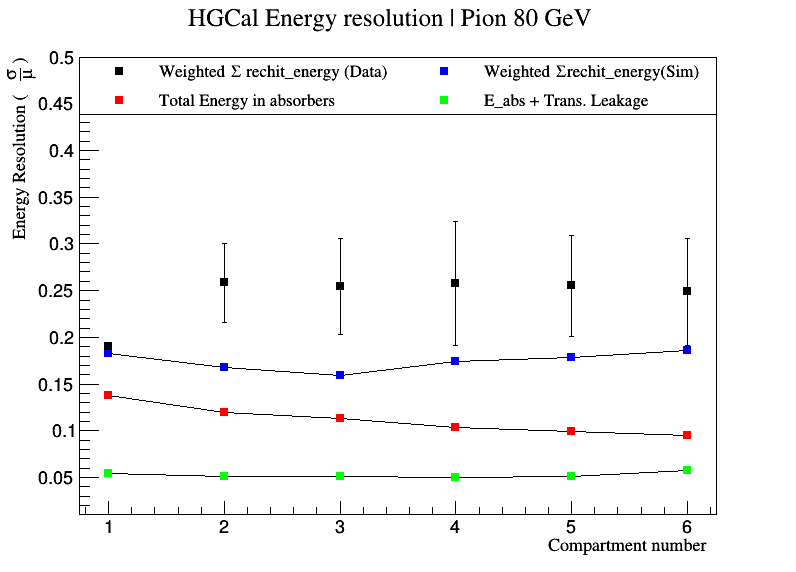 HGCal Energy resolution | Pion 80 GeV
Weighted Σ rechit_energy (Data)
Weighted Σrechit_energy(Sim)
Total Energy in absorbers
E_abs + Trans. Leakage
Energy Resolution ( σ/μ )
0.5
0.45
0.4
0.35
0.3
0.25
0.2
0.15
0.1
0.05
1 2 3 4 5 6
Compartment number